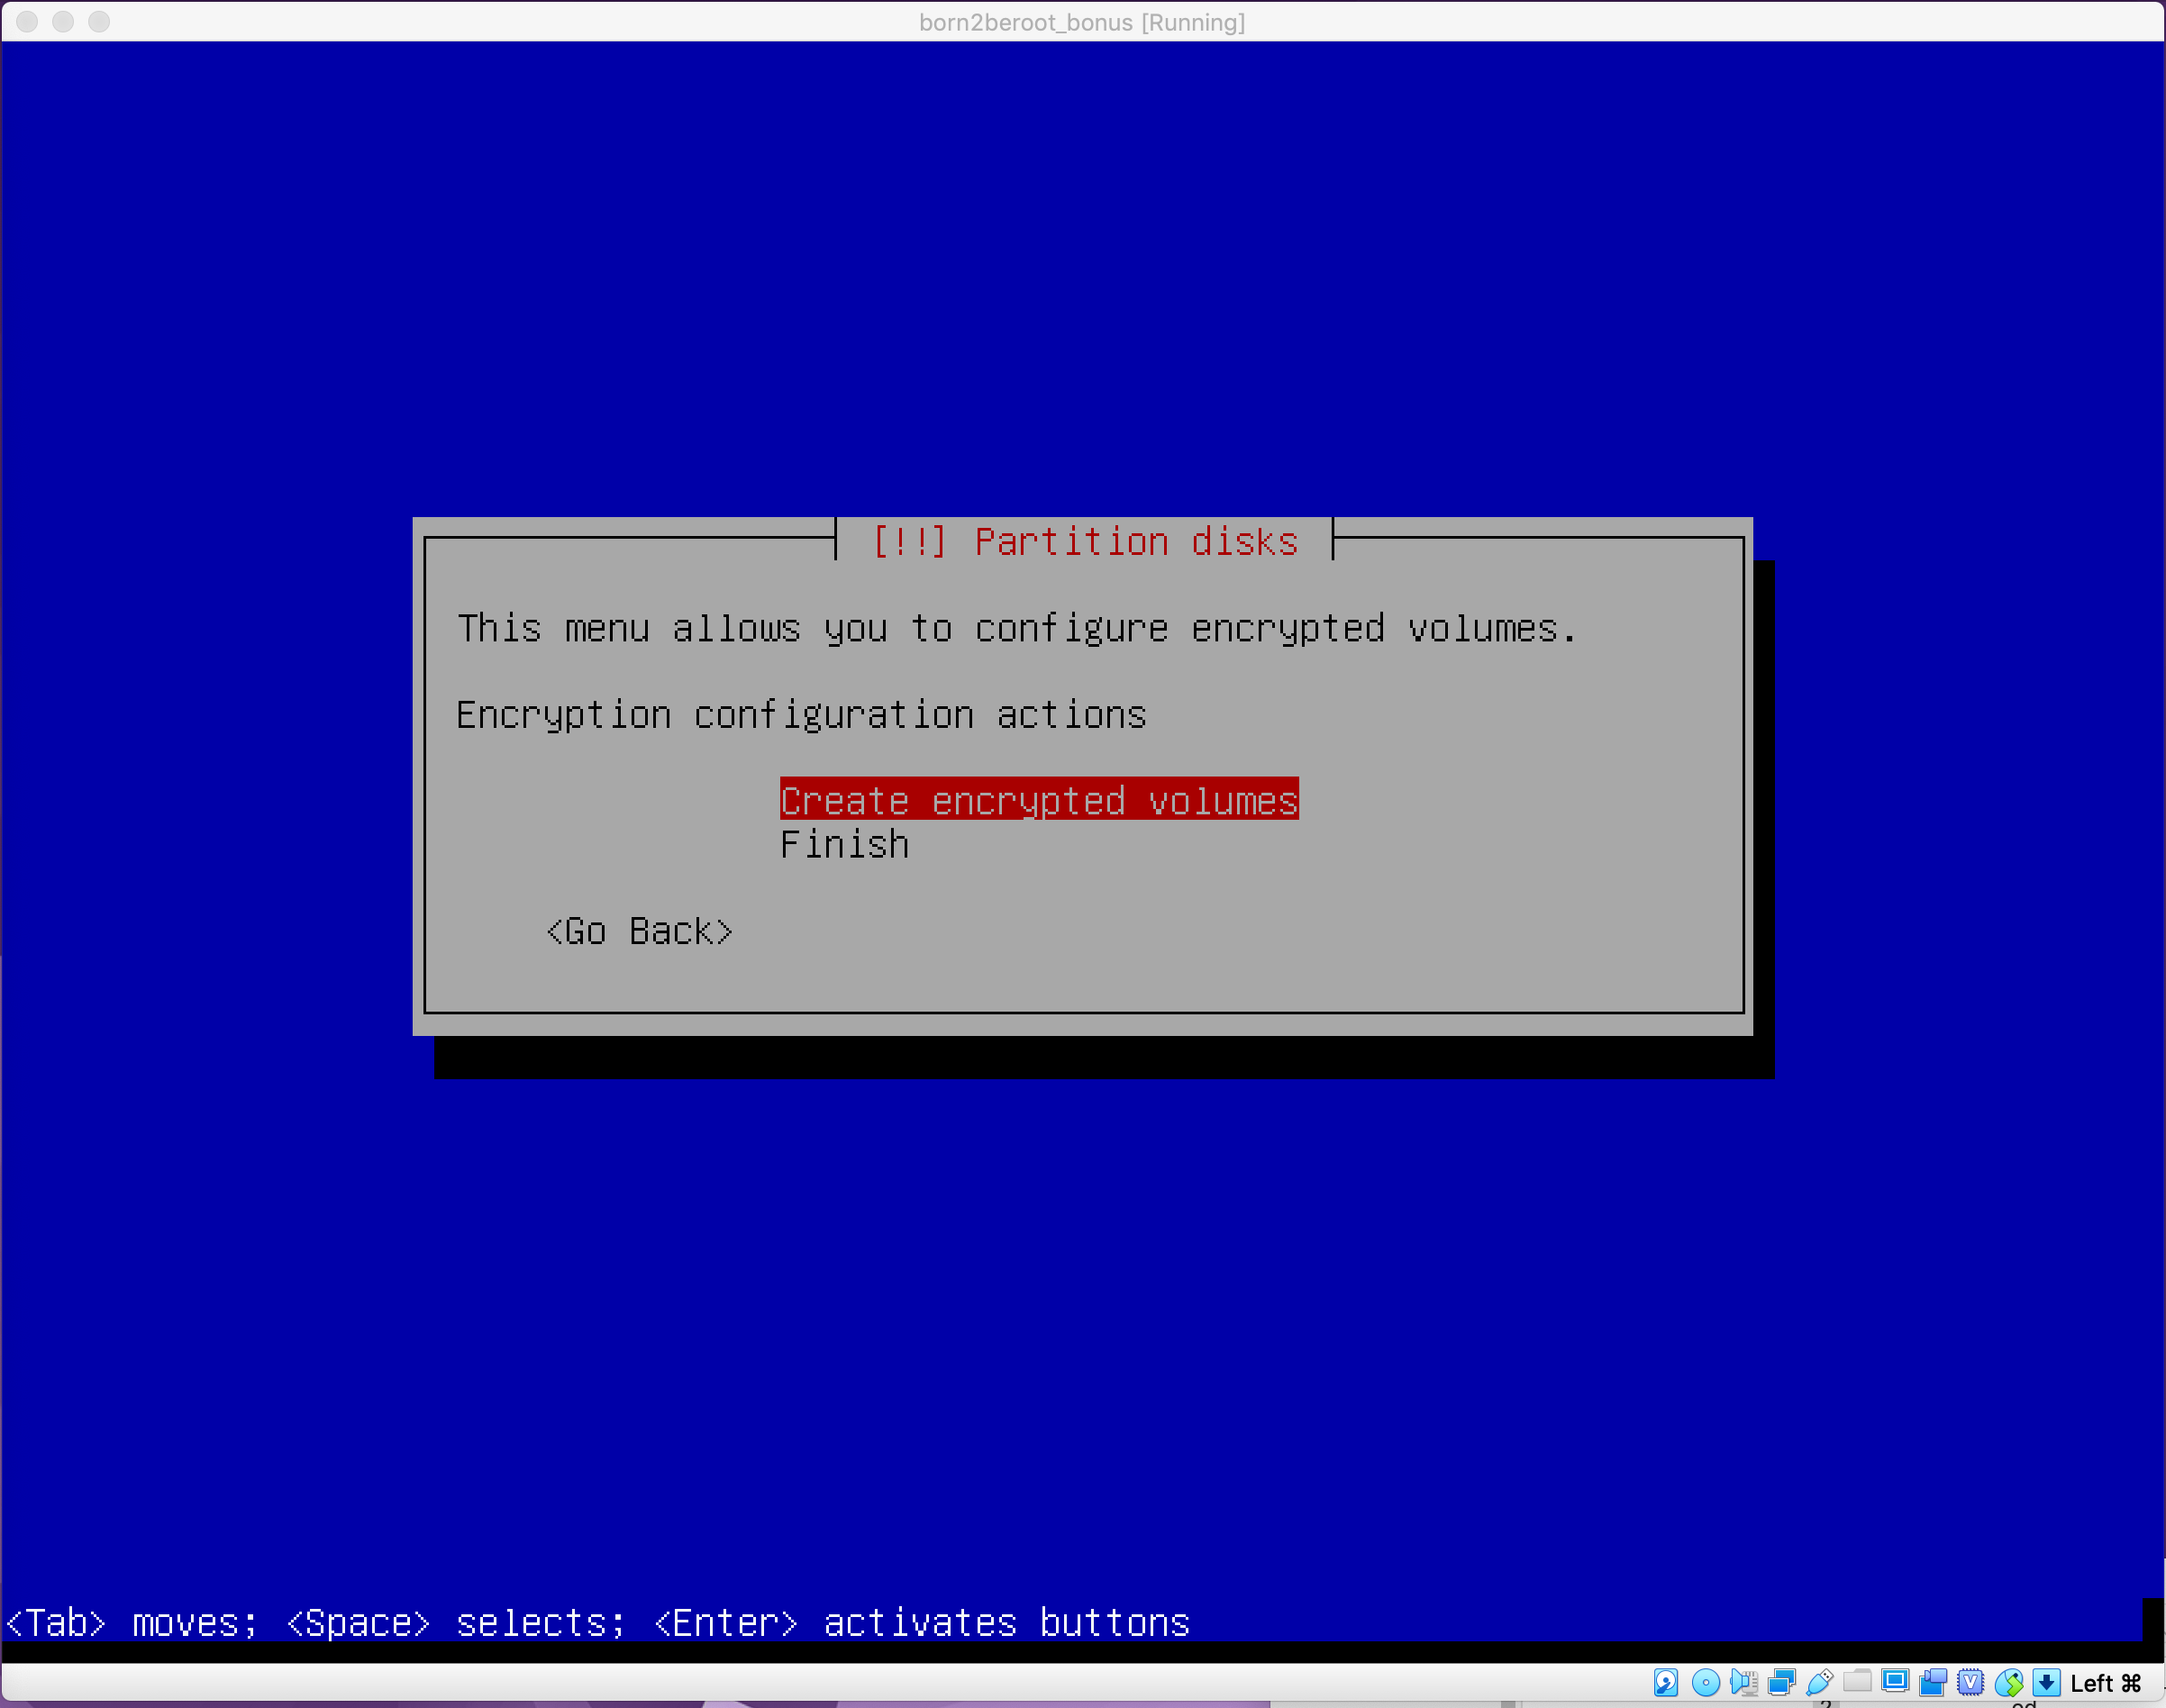 born2beroot_bonus [Running]
[!!] Partition disks
This menu allows you to configure encrypted volumes.
Encryption configuration actions
Create encrypted volumes
Finish
<Go Back>
<Tab> moves; <Space> selects; <Enter> activates buttons
Left ⌘